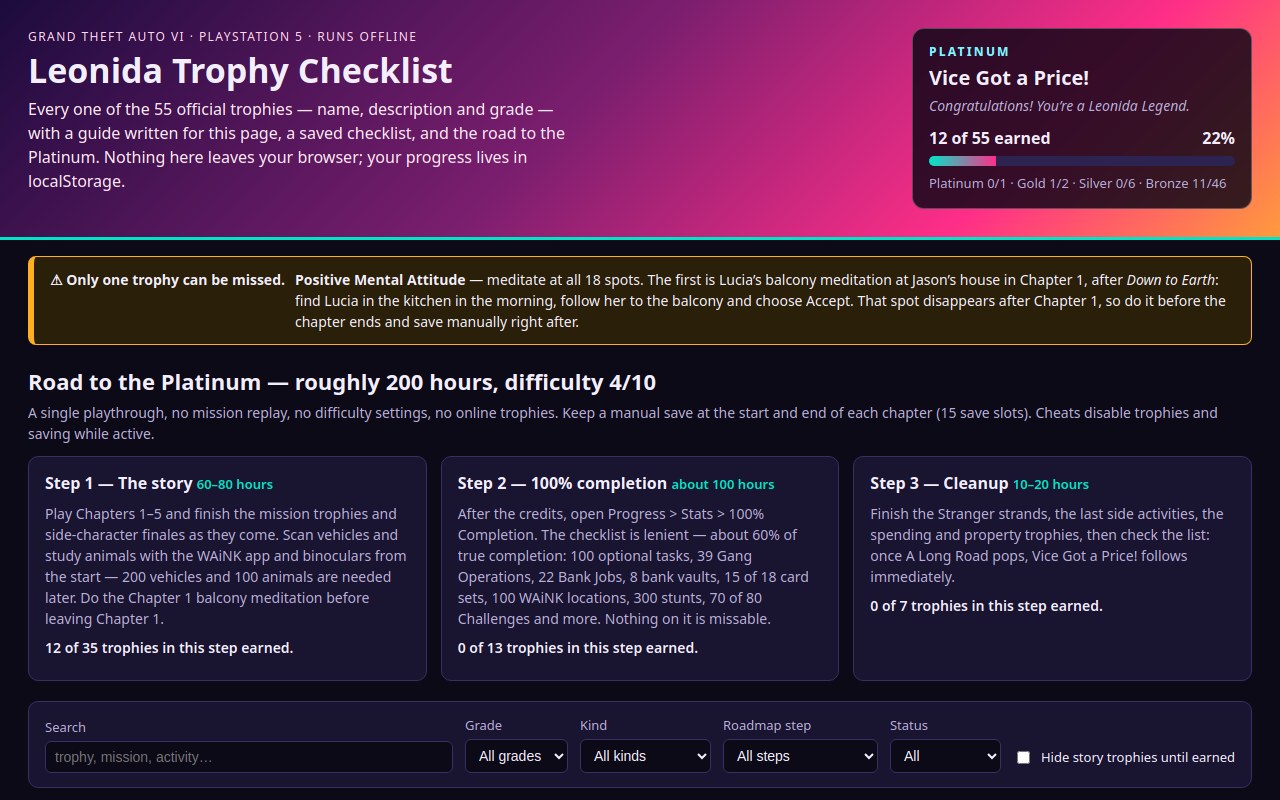 GRAND THEFT AUTO VI · PLAYSTATION 5 · RUNS OFFLINE
Leonida Trophy Checklist
Every one of the 55 official trophies — name, description and grade —
with a guide written for this page, a saved checklist, and the road to the
Platinum. Nothing here leaves your browser; your progress lives in
localStorage.
PLATINUM
Vice Got a Price!
Congratulations! You're a Leonida Legend.
12 of 55 earned 22%
Platinum 0/1 · Gold 1/2 · Silver 0/6 · Bronze 11/46
⚠ Only one trophy can be missed. Positive Mental Attitude — meditate at all 18 spots. The first is Lucia’s balcony meditation at Jason’s house in Chapter 1, after Down to Earth:
find Lucia in the kitchen in the morning, follow her to the balcony and choose Accept. That spot disappears after Chapter 1, so do it before the
chapter ends and save manually right after.
Road to the Platinum — roughly 200 hours, difficulty 4/10
A single playthrough, no mission replay, no difficulty settings, no online trophies. Keep a manual save at the start and end of each chapter (15 save slots). Cheats disable trophies and
saving while active.
Step 1 — The story 60–80 hours
Play Chapters 1–5 and finish the mission trophies and
side-character finales as they come. Scan vehicles and
study animals with the WAiNK app and binoculars from
the start — 200 vehicles and 100 animals are needed
later. Do the Chapter 1 balcony meditation before
leaving Chapter 1.
12 of 35 trophies in this step earned.
Step 2 — 100% completion about 100 hours
After the credits, open Progress > Stats > 100%
Completion. The checklist is lenient — about 60% of
true completion: 100 optional tasks, 39 Gang
Operations, 22 Bank Jobs, 8 bank vaults, 15 of 18 card
sets, 100 WAiNK locations, 300 stunts, 70 of 80
Challenges and more. Nothing on it is missable.
0 of 13 trophies in this step earned.
Step 3 — Cleanup 10–20 hours
Finish the Stranger strands, the last side activities, the
spending and property trophies, then check the list:
once A Long Road pops, Vice Got a Price! follows
immediately.
0 of 7 trophies in this step earned.
Search
trophy, mission, activity…
Grade
All grades
Kind
All kinds
Roadmap step
All steps
Status
All
Hide story trophies until earned